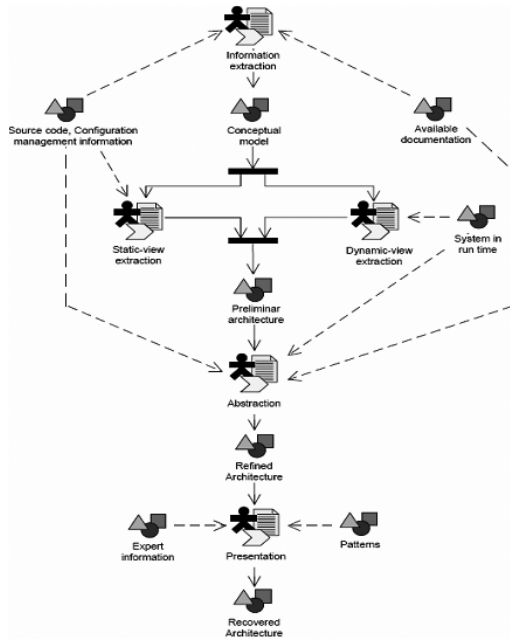 Information
extraction
Source code, Configuration
management information
Conceptual
model
Available
documentation
Static-view
extraction
Dynamic-view
extraction
System in
run time
Preliminar
architecture
Abstraction
Refined
Architecture
Expert
information
Presentation
Patterns
Recovered
Architecture